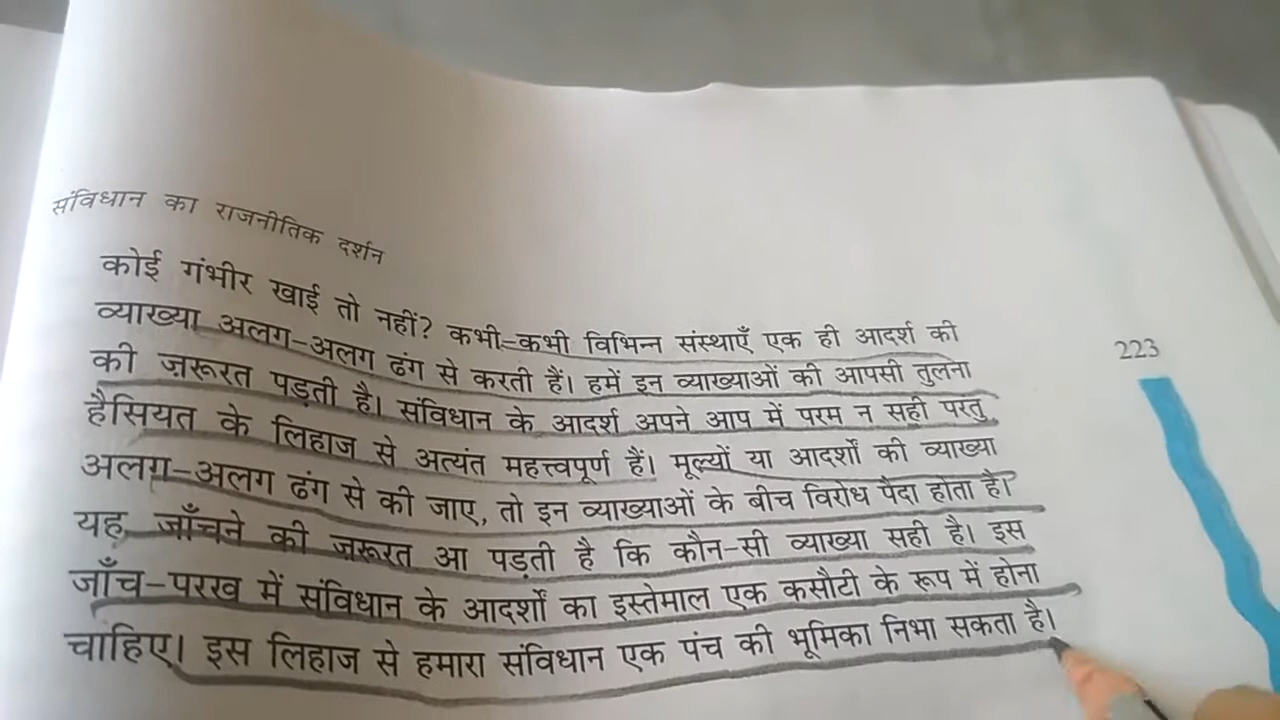 संविधान का राजनीतिक दर्शन
223
कोई गंभीर खाई तो नहीं? कभी-कभी विभिन्न संस्थाएँ एक ही आदर्श की
व्याख्या अलग-अलग ढंग से करती हैं। हमें इन व्याख्याओं की आपसी तुलना
की ज़रूरत पड़ती है। संविधान के आदर्श अपने आप में परम न सही परंतु
हैसियत के लिहाज से अत्यंत महत्त्वपूर्ण हैं। मूल्यों या आदर्शों की व्याख्या
अलग-अलग ढंग से की जाए, तो इन व्याख्याओं के बीच विरोध पैदा होता है।
यह जाँचने की ज़रूरत आ पड़ती है कि कौन-सी व्याख्या सही है। इस
जाँच-परख में संविधान के आदर्शों का इस्तेमाल एक कसौटी के रूप में होना
चाहिए। इस लिहाज से हमारा संविधान एक पंच की भूमिका निभा सकता है।